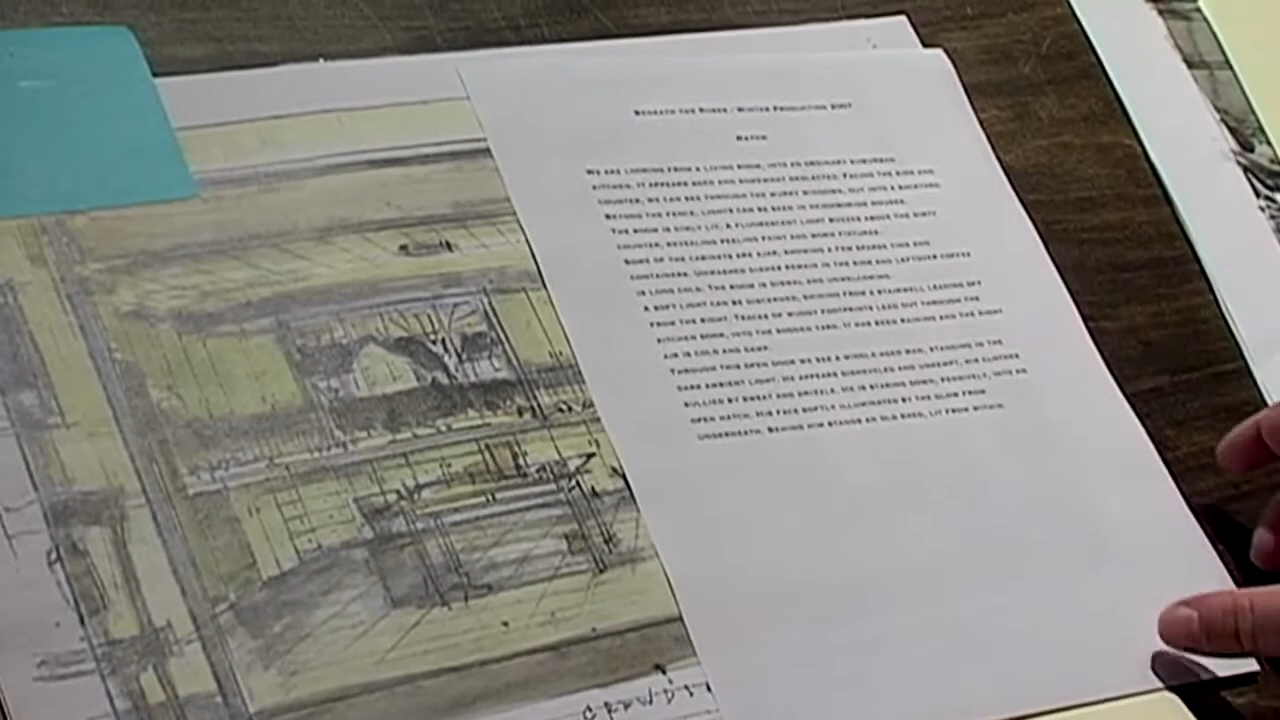 Beneath the Roses / Winter Production 2007
Hatch
We are looking from a living room, into an ordinary suburban
kitchen. It appears aged and somewhat neglected. Facing the sink and
counter, we can see through the murky windows, out into a backyard.
Beyond the fence, lights can be seen in neighboring houses.
The room is dimly lit. A fluorescent light buzzes above the dirty
counter, revealing peeling paint and worn fixtures.
Some of the cabinets are ajar, showing a few sparse tins and
containers. Unwashed dishes remain in the sink and leftover coffee
is long cold. The room is dismal and unwelcoming.
A soft light can be discerned, shining from a stairwell leading off
from the right. Traces of muddy footprints lead out through the
kitchen door, into the sodden yard. It has been raining and the night
air is cold and damp.
Through this open door we see a middle-aged man, standing in the
dark ambient light. He appears disheveled and unkempt, his clothes
sullied by sweat and drizzle. He is staring down, pensively, into an
open hatch. His face softly illuminated by the glow from
underneath. Behind him stands an old shed, lit from within.